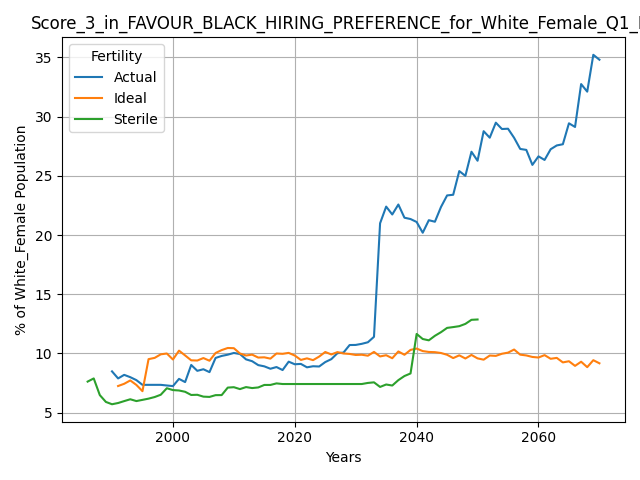 Score_3_in_FAVOUR_BLACK_HIRING_PREFERENCE_for_White_Female_Q1_
Fertility
Actual
Ideal
Sterile
% of White_Female Population
35
30
25
20
15
10
5
2000 2020 2040 2060
Years